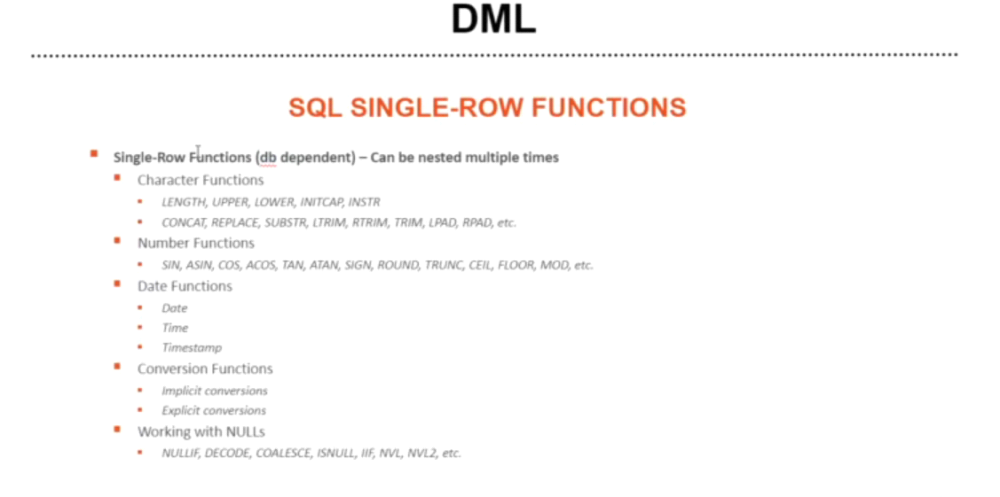 DML
SQL SINGLE-ROW FUNCTIONS
Single-Row Functions (db dependent) – Can be nested multiple times
Character Functions
LENGTH, UPPER, LOWER, INITCAP, INSTR
CONCAT, REPLACE, SUBSTR, LTRIM, RTRIM, TRIM, LPAD, RPAD, etc.
Number Functions
SIN, ASIN, COS, ACOS, TAN, ATAN, SIGN, ROUND, TRUNC, CEIL, FLOOR, MOD, etc.
Date Functions
Date
Time
Timestamp
Conversion Functions
Implicit conversions
Explicit conversions
Working with NULLs
NULLIF, DECODE, COALESCE, ISNULL, IIF, NVL, NVL2, etc.